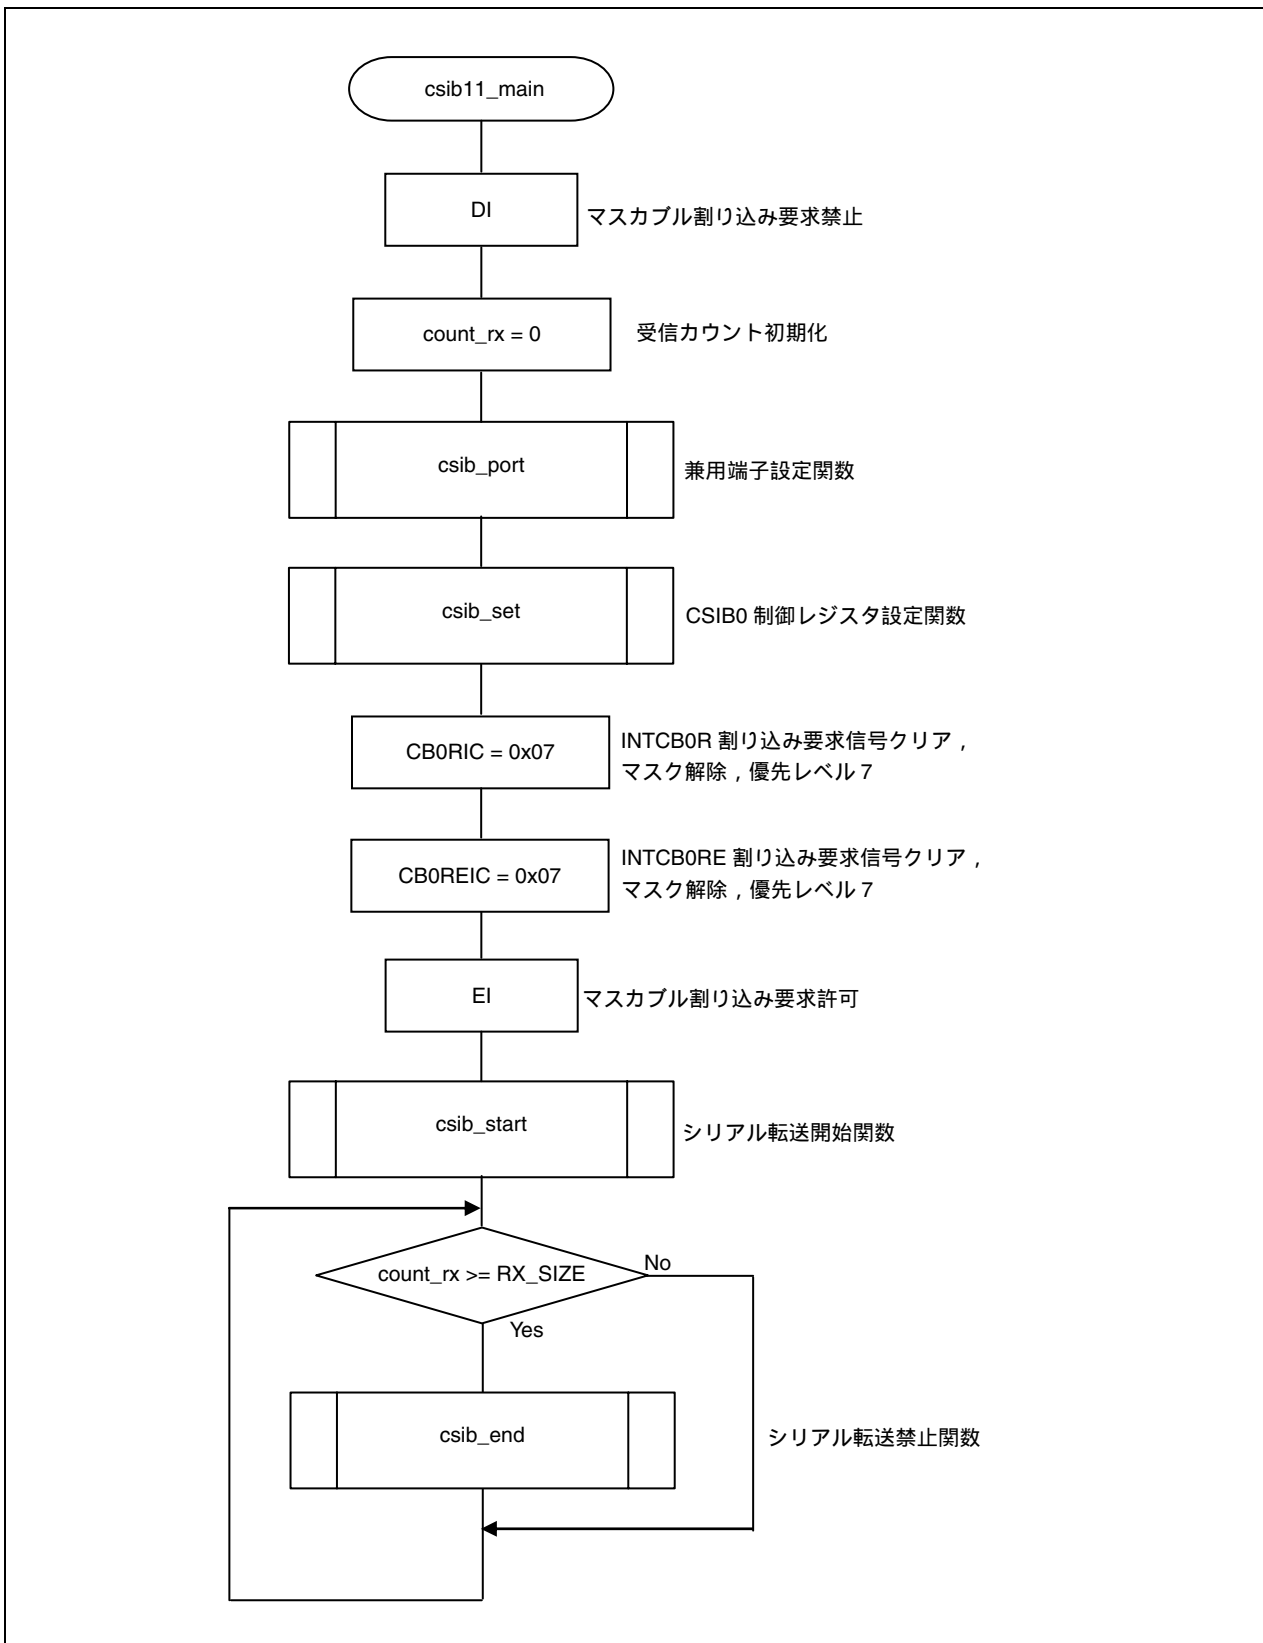 csib11_main
DI
マスカブル割り込み要求禁止
count_rx = 0
受信カウント初期化
csib_port
兼用端子設定関数
csib_set
CSIB0 制御レジスタ設定関数
CB0RIC = 0x07
INTCB0R 割り込み要求信号クリア，
マスク解除，優先レベル 7
CB0REIC = 0x07
INTCB0RE 割り込み要求信号クリア，
マスク解除，優先レベル 7
EI
マスカブル割り込み要求許可
csib_start
シリアル転送開始関数
count_rx >= RX_SIZE
No
Yes
csib_end
シリアル転送禁止関数